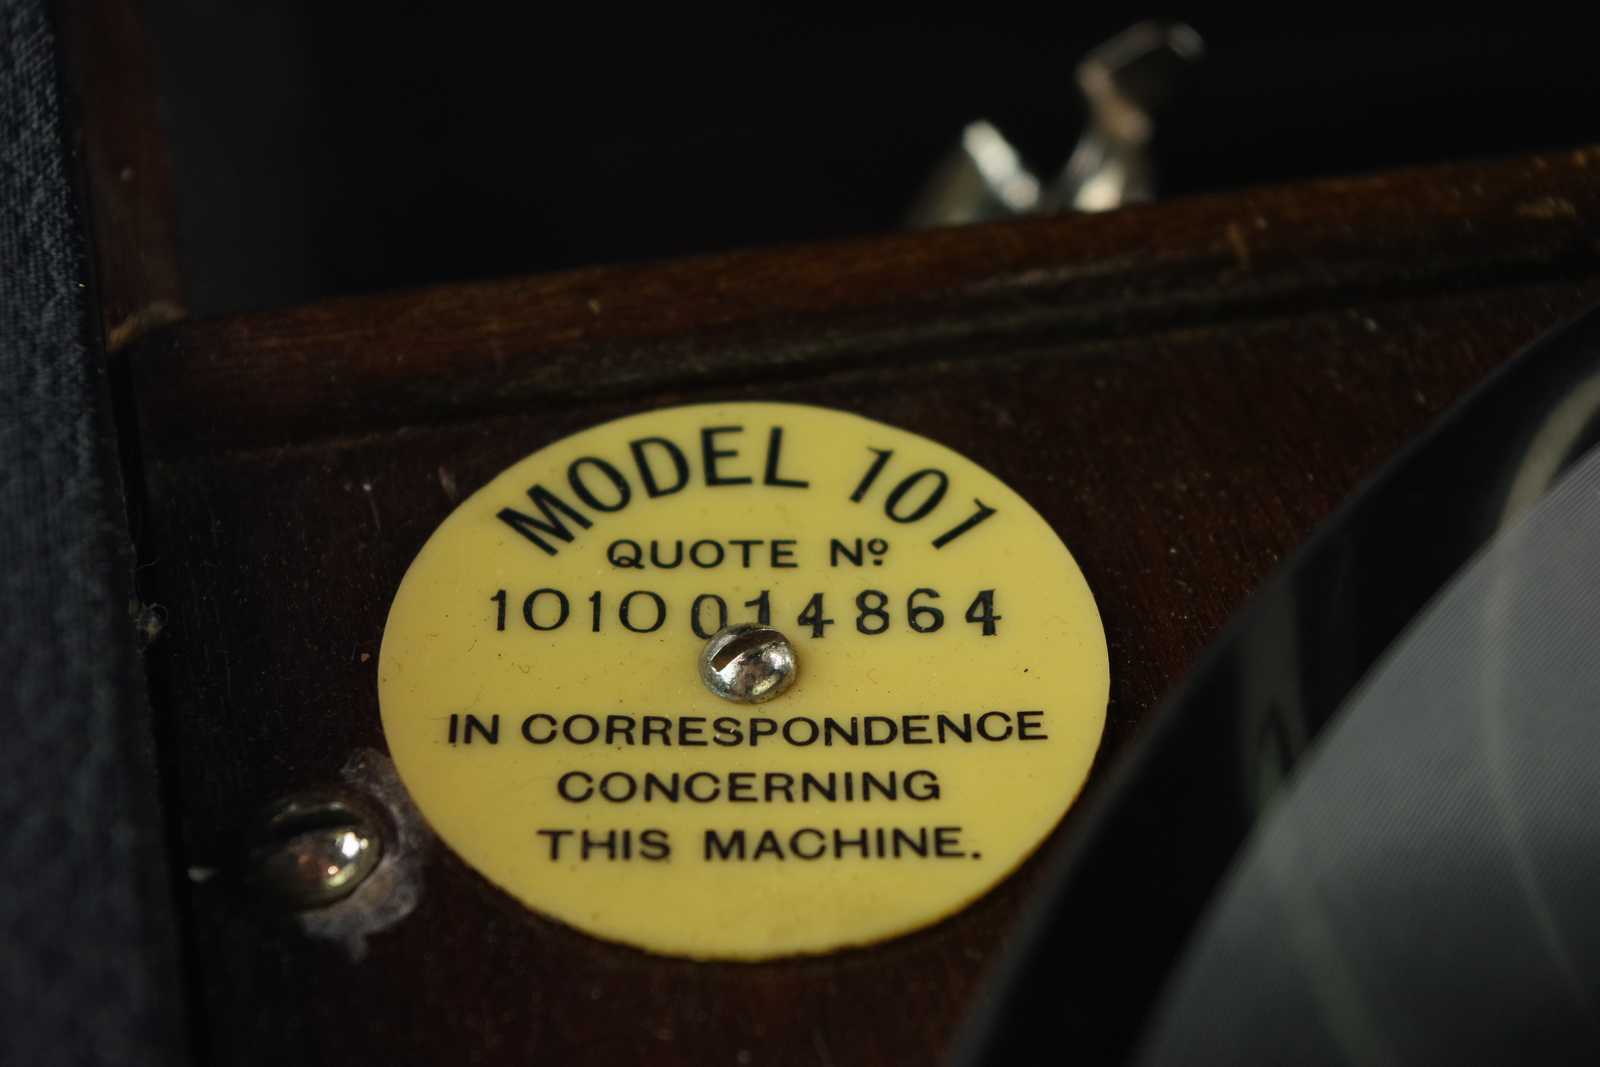 MODEL 101
QUOTE Nº
1010014864
IN CORRESPONDENCE
CONCERNING
THIS MACHINE.